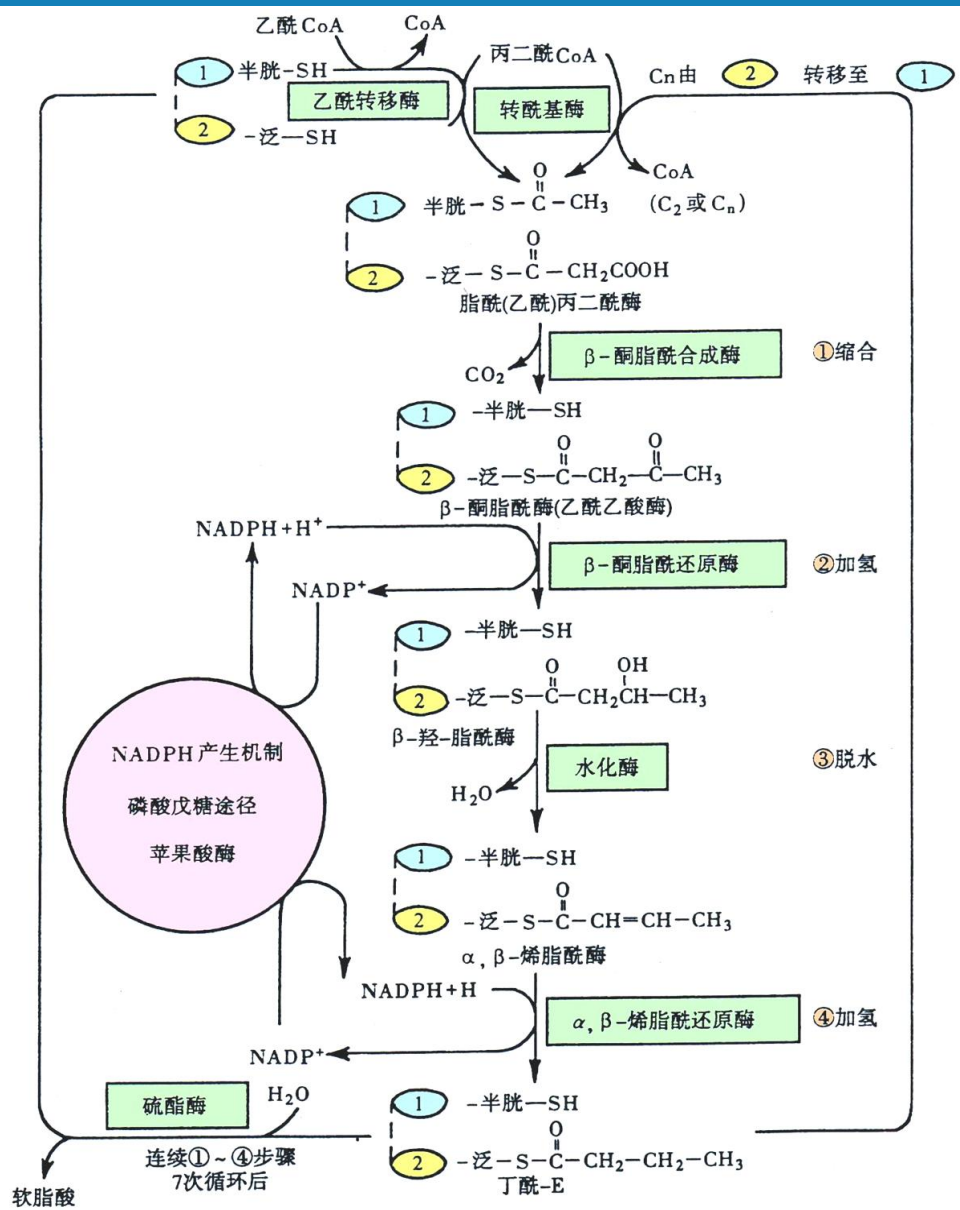 乙酰CoA CoA
丙二酰CoA
1 半胱-SH
Cn由 2 转移至 1
乙酰转移酶
转酰基酶
2 -泛—SH
CoA
(C₂或Cₙ)
O
1 半胱-S-C-CH₃
O
2 -泛-S-C-CH₂COOH
脂酰(乙酰)丙二酰酶
β-酮脂酰合成酶 ①缩合
CO₂
1 -半胱—SH
O O
2 -泛—S—C—CH₂—C—CH₃
β-酮脂酰酶(乙酰乙酸酶)
NADPH+H⁺
β-酮脂酰还原酶 ②加氢
NADP⁺
1 -半胱—SH
O OH
2 -泛—S—C—CH₂CH—CH₃
β-羟-脂酰酶
NADPH产生机制
磷酸戊糖途径
苹果酸酶
水化酶 ③脱水
H₂O
1 -半胱—SH
O
2 -泛-S-C-CH=CH-CH₃
α,β-烯脂酰酶
NADPH+H
α,β-烯脂酰还原酶 ④加氢
NADP⁺
硫酯酶
H₂O
1 -半胱—SH
O
2 -泛-S-C-CH₂-CH₂-CH₃
丁酰-E
连续①~④步骤
7次循环后
软脂酸